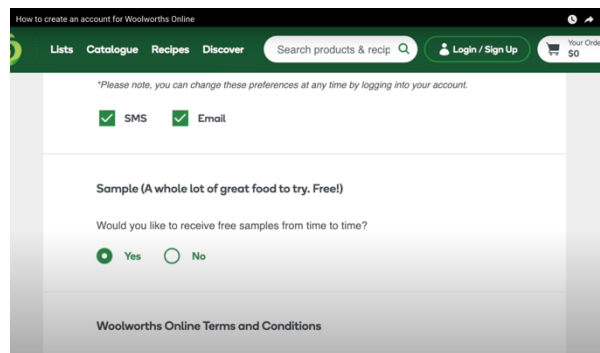 How to create an account for Woolworths Online
Lists Catalogue Recipes Discover Search products & recip Login / Sign Up Your Orde
$0
*Please note, you can change these preferences at any time by logging into your account.
SMS Email
Sample (A whole lot of great food to try. Free!)
Would you like to receive free samples from time to time?
Yes No
Woolworths Online Terms and Conditions